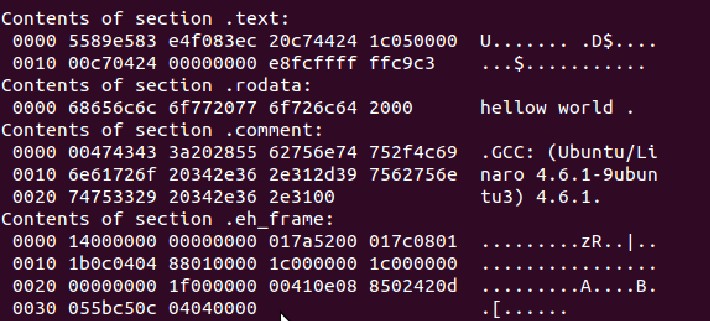 Contents of section .text:
 0000 5589e583 e4f083ec 20c74424 1c050000  U....... .D$....
 0010 00c70424 00000000 e8fcffff ffc9c3    ...$...........
Contents of section .rodata:
 0000 68656c6c 6f772077 6f726c64 2000      hellow world .
Contents of section .comment:
 0000 00474343 3a202855 62756e74 752f4c69  .GCC: (Ubuntu/Li
 0010 6e61726f 20342e36 2e312d39 7562756e  naro 4.6.1-9ubun
 0020 74753329 20342e36 2e3100             tu3) 4.6.1.
Contents of section .eh_frame:
 0000 14000000 00000000 017a5200 017c0801  .........zR..|..
 0010 1b0c0404 88010000 1c000000 1c000000  ................
 0020 00000000 1f000000 00410e08 8502420d  .........A....B.
 0030 055bc50c 04040000                    .[......